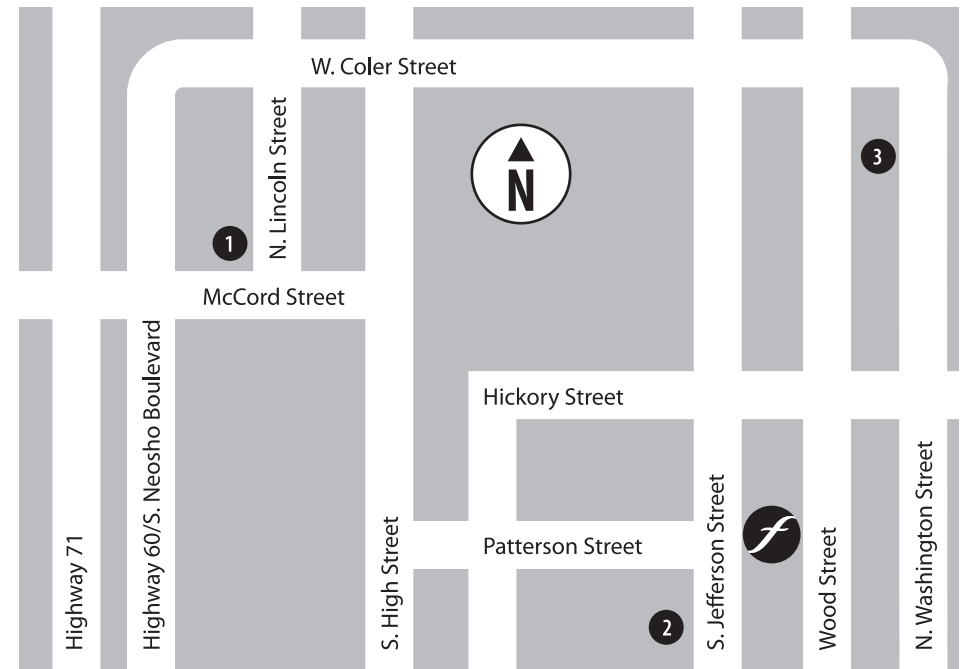 W. Coler Street
N. Lincoln Street
N
3
1
McCord Street
Highway 60/S. Neosho Boulevard
Hickory Street
Highway 71
S. High Street
Patterson Street
S. Jefferson Street
f
Wood Street
N. Washington Street
2